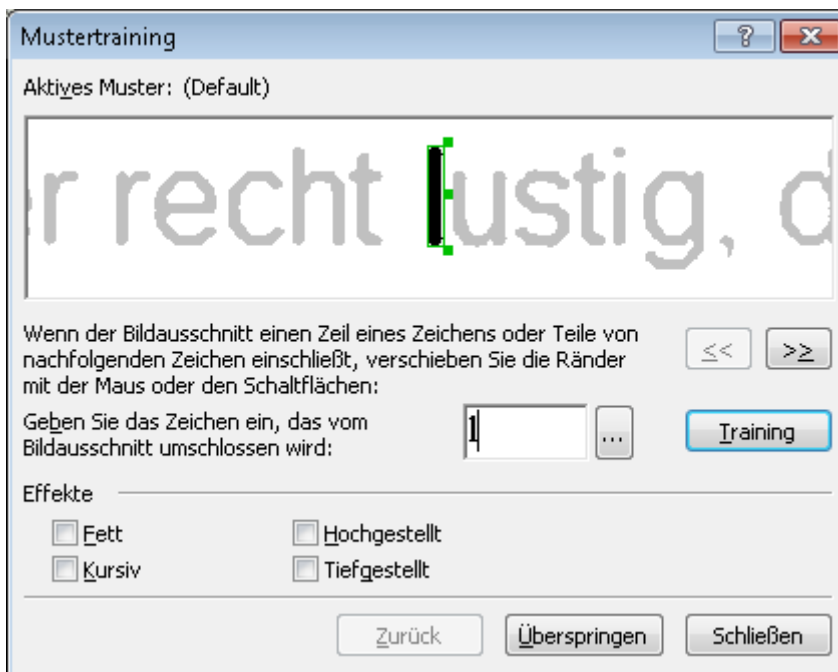 Mustertraining
Aktives Muster: (Default)
er recht lustig, d
Wenn der Bildausschnitt einen Zeil eines Zeichens oder Teile von
nachfolgenden Zeichen einschließt, verschieben Sie die Ränder
mit der Maus oder den Schaltflächen:
<< >>
Geben Sie das Zeichen ein, das vom
Bildausschnitt umschlossen wird:
l ... Training
Effekte
Fett Hochgestellt
Kursiv Tiefgestellt
Zurück Überspringen Schließen